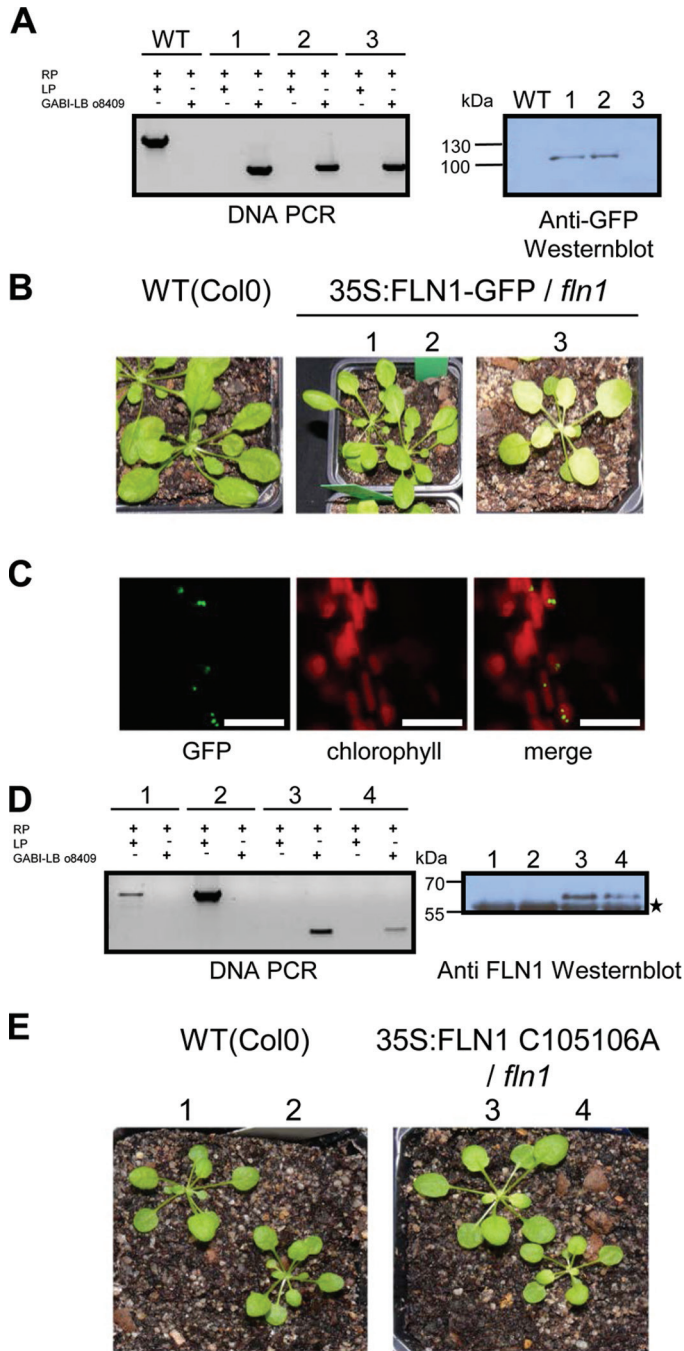 A
WT 1 2 3
RP + + + + + + + +
LP + - + - + - + -
GABI-LB o8409 - + - + - + - +
kDa WT 1 2 3
130
100
DNA PCR
Anti-GFP
Westernblot
B
WT(Col0) 35S:FLN1-GFP / fln1
1 2 3
C
GFP chlorophyll merge
D
1 2 3 4
RP + + + + + + + +
LP + - + - + - + -
GABI-LB o8409 - + - + - + - +
kDa 1 2 3 4
70
55
DNA PCR Anti FLN1 Westernblot
E
WT(Col0) 35S:FLN1 C105106A
/ fln1
1 2 3 4